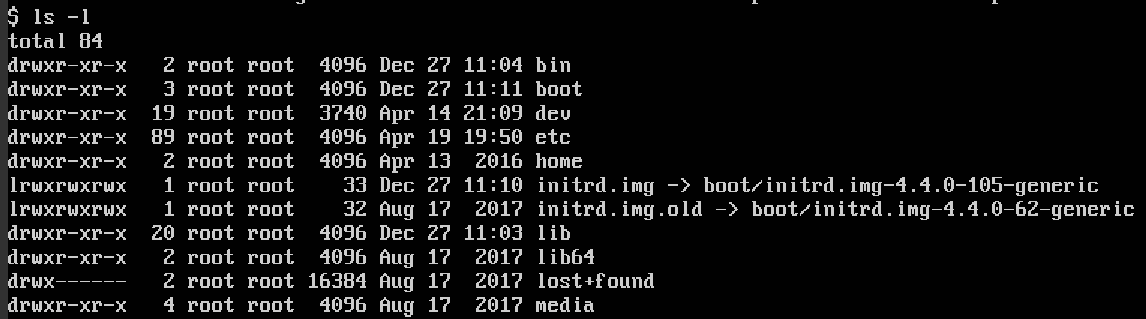 $ ls -l
total 84
drwxr-xr-x   2 root root  4096 Dec 27 11:04 bin
drwxr-xr-x   3 root root  4096 Dec 27 11:11 boot
drwxr-xr-x  19 root root  3740 Apr 14 21:09 dev
drwxr-xr-x  89 root root  4096 Apr 19 19:50 etc
drwxr-xr-x   2 root root  4096 Apr 13  2016 home
lrwxrwxrwx   1 root root    33 Dec 27 11:10 initrd.img -> boot/initrd.img-4.4.0-105-generic
lrwxrwxrwx   1 root root    32 Aug 17  2017 initrd.img.old -> boot/initrd.img-4.4.0-62-generic
drwxr-xr-x  20 root root  4096 Dec 27 11:03 lib
drwxr-xr-x   2 root root  4096 Aug 17  2017 lib64
drwx------   2 root root 16384 Aug 17  2017 lost+found
drwxr-xr-x   4 root root  4096 Aug 17  2017 media